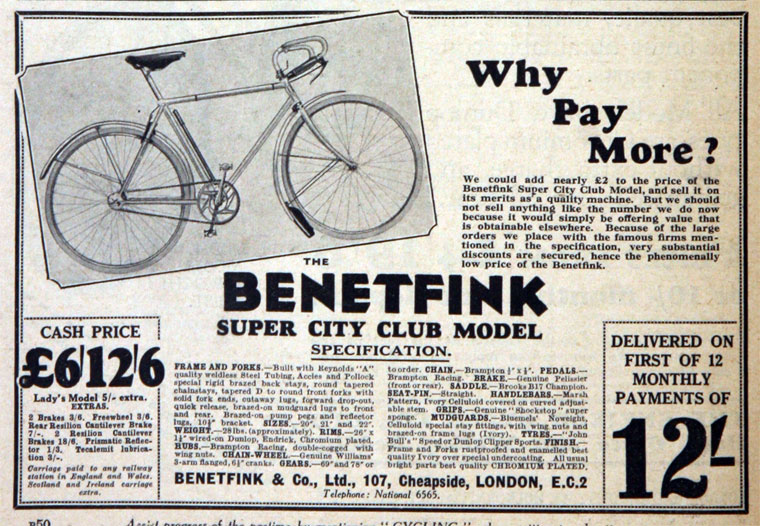 Why
Pay
More?
We could add nearly £2 to the price of the
Benetfink Super City Club Model, and sell it on
its merits as a quality machine. But we should
not sell anything like the number we do now
because it would simply be offering value that
is obtainable elsewhere. Because of the large
orders we place with the famous firms men-
tioned in the specification, very substantial
discounts are secured, hence the phenomenally
low price of the Benetfink.
THE
BENETFINK
SUPER CITY CLUB MODEL
SPECIFICATION.
CASH PRICE
£6/12/6
Lady's Model 5/- extra.
EXTRAS.
2 Brakes 3/6. Freewheel 3/6.
Rear Resilion Cantilever Brake
7/-. 2 Resilion Cantilever
Brakes 18/6. Prismatic Reflec-
tor 1/3. Tecalemit lubrica-
tion 3/-.
Carriage paid to any railway
station in England and Wales.
Scotland and Ireland carriage
extra.
FRAME AND FORKS.—Built with Reynolds "A"
quality weldless Steel Tubing, Accles and Pollock
special rigid brazed back stays, round tapered
chainstays, tapered D to round front forks with
solid fork ends, cutaway lugs, forward drop-out,
quick release, brazed-on mudguard lugs to front
and rear. Brazed-on pump pegs and reflector
lugs, 10½" bracket. SIZES.—20", 21" and 22".
WEIGHT.—28lbs. (approximately). RIMS.—26" x
1¼" wired-on Dunlop, Endrick, Chromium plated.
HUBS.—Brampton Racing, double-cogged with
wing nuts. CHAIN-WHEEL.—Genuine Williams'
3-arm flanged, 6½" cranks. GEARS.—69" and 78" or
to order. CHAIN.—Brampton ½" x ⅛". PEDALS.—
Brampton Racing. BRAKE.—Genuine Pelissier
(front or rear). SADDLE.—Brooks B17 Champion.
SEAT-PIN.—Straight. HANDLEBARS.—Marsh
Pattern, Ivory Celluloid covered on curved adjust-
able stem. GRIPS.—Genuine "Shockstop" super
sponge. MUDGUARDS.—Bluemels' Noweight,
Celluloid special stay fittings, with wing nuts and
brazed-on frame lugs (Ivory). TYRES.—"John
Bull's" Speed or Dunlop Clipper Sports. FINISH.—
Frame and Forks rustproofed and enamelled best
quality Ivory over special undercoating. All usual
bright parts best quality CHROMIUM PLATED.
DELIVERED ON
FIRST OF 12
MONTHLY
PAYMENTS OF
12/-
BENETFINK & Co., Ltd., 107, Cheapside, LONDON, E.C.2
Telephone: National 6565.
B50 Assist progress of the pastime by mentioning "CYCLING"